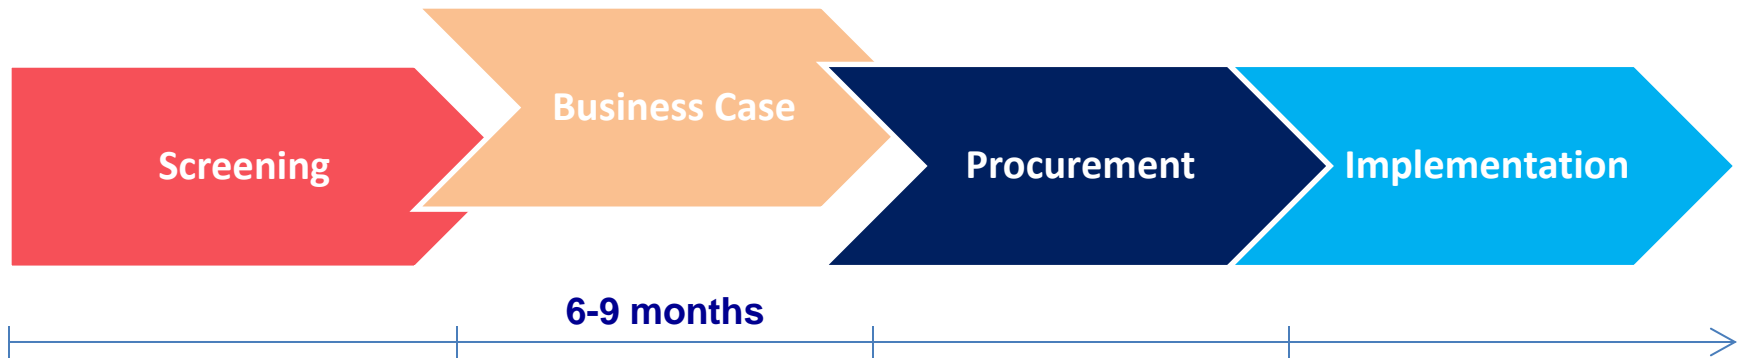 Screening
Business Case
Procurement
Implementation
6-9 months